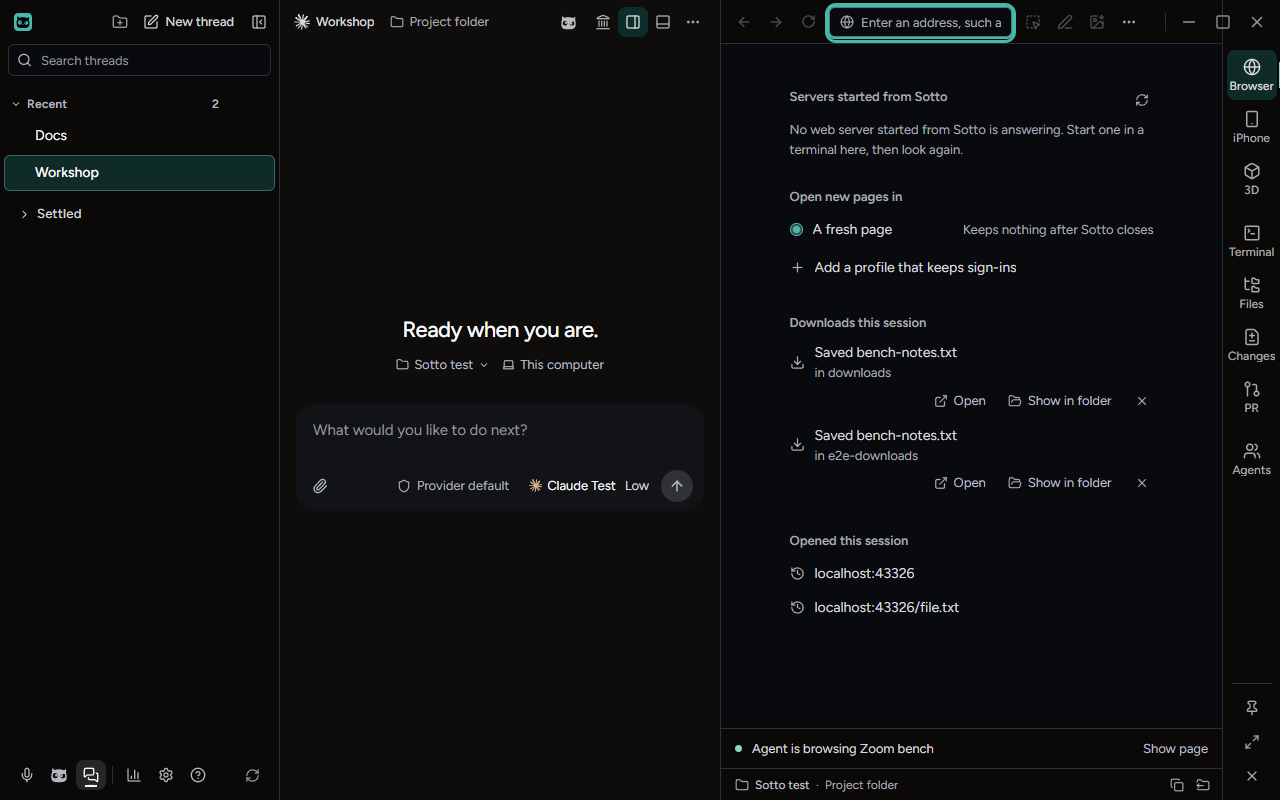 New thread
Search threads
Recent 2
Docs
Workshop
Settled
Workshop Project folder
Ready when you are.
Sotto test This computer
What would you like to do next?
Provider default Claude Test Low
Enter an address, such a
Servers started from Sotto
No web server started from Sotto is answering. Start one in a
terminal here, then look again.
Open new pages in
A fresh page Keeps nothing after Sotto closes
Add a profile that keeps sign-ins
Downloads this session
Saved bench-notes.txt
in downloads
Open Show in folder
Saved bench-notes.txt
in e2e-downloads
Open Show in folder
Opened this session
localhost:43326
localhost:43326/file.txt
Agent is browsing Zoom bench Show page
Sotto test · Project folder
Browser
iPhone
3D
Terminal
Files
Changes
PR
Agents